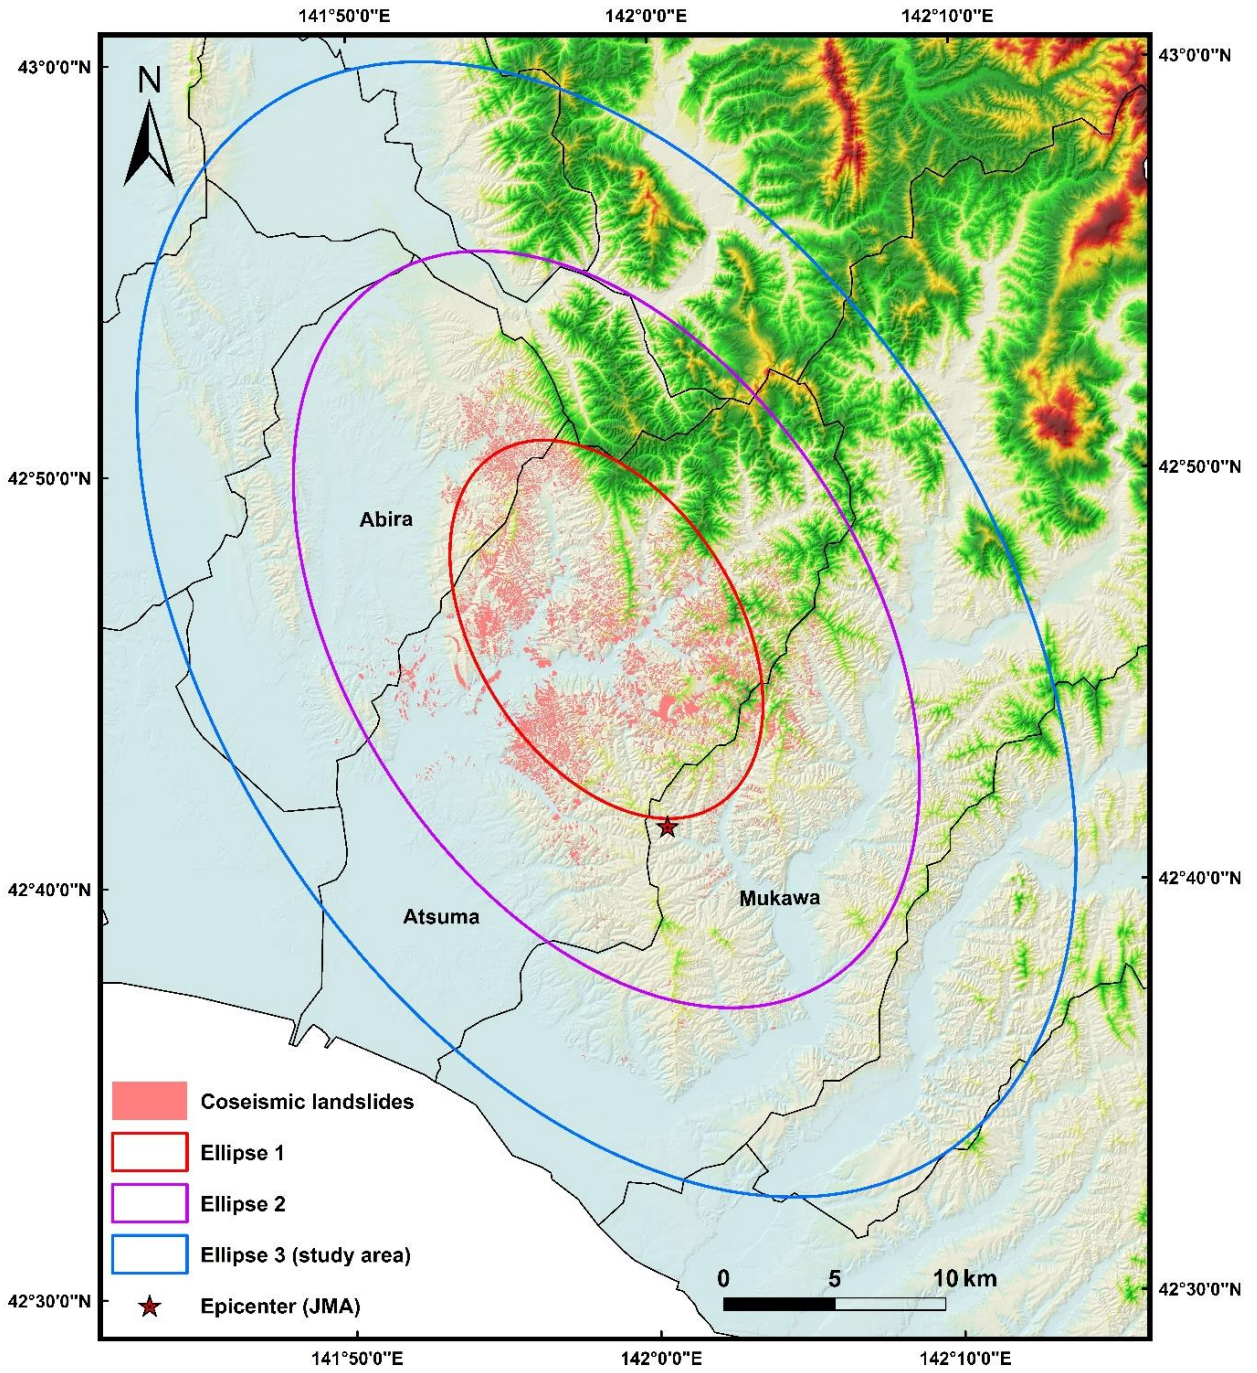 141°50'0"E 142°0'0"E 142°10'0"E
43°0'0"N 43°0'0"N
N
42°50'0"N 42°50'0"N
Abira
42°40'0"N 42°40'0"N
Mukawa
Atsuma
Coseismic landslides
Ellipse 1
Ellipse 2
Ellipse 3 (study area)
Epicenter (JMA)
0 5 10 km
42°30'0"N 42°30'0"N
141°50'0"E 142°0'0"E 142°10'0"E